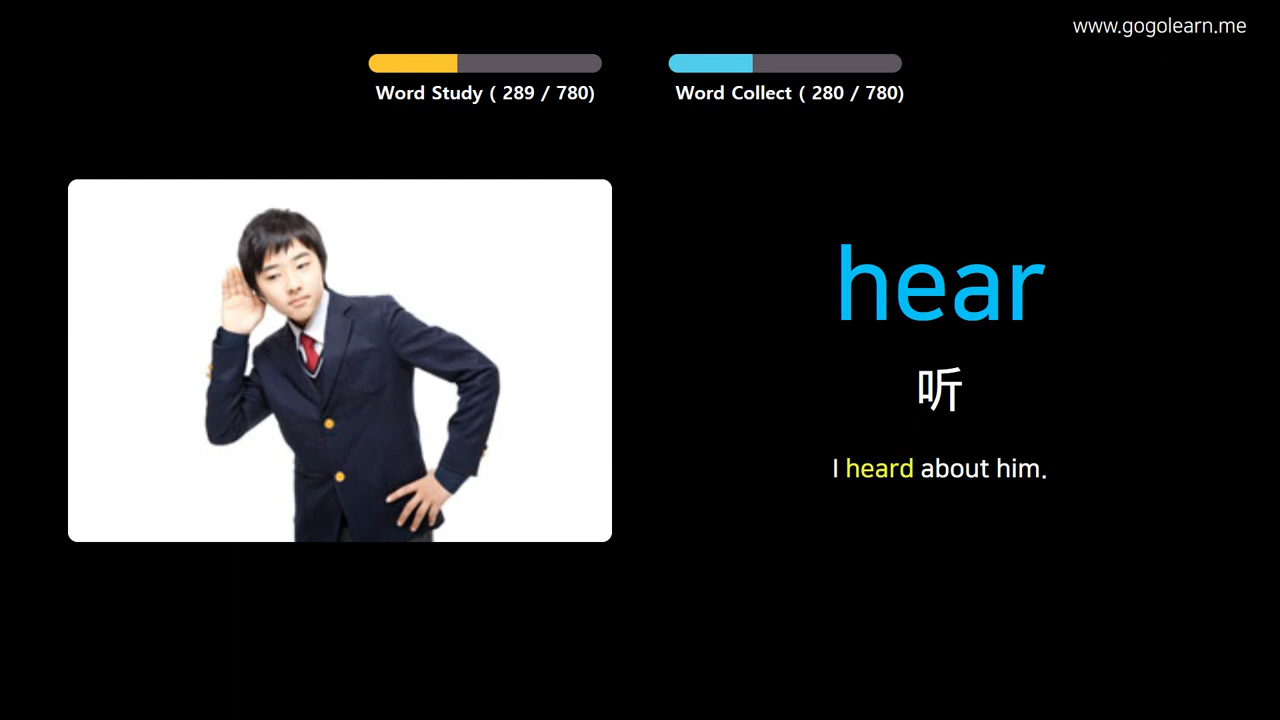 www.gogolearn.me
Word Study ( 289 / 780)
Word Collect ( 280 / 780)
hear
听
I heard about him.